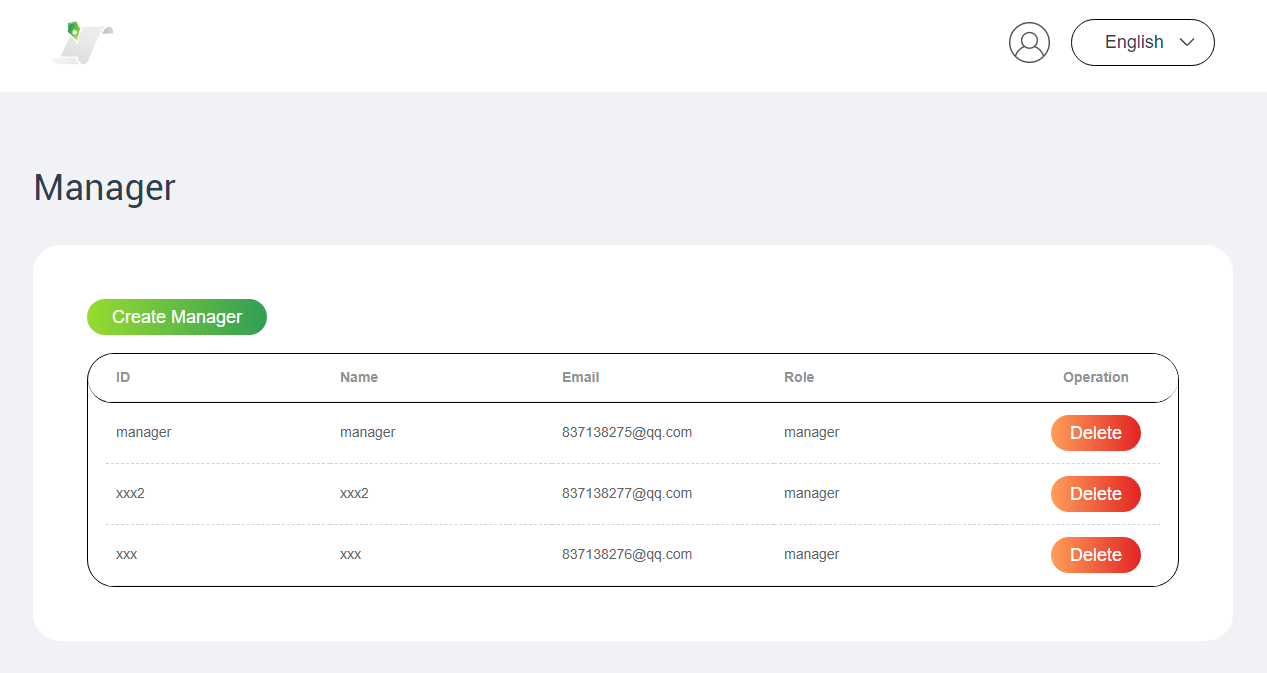 English
Manager
Create Manager
ID Name Email Role Operation
manager manager 837138275@qq.com manager Delete
xxx2 xxx2 837138277@qq.com manager Delete
xxx xxx 837138276@qq.com manager Delete